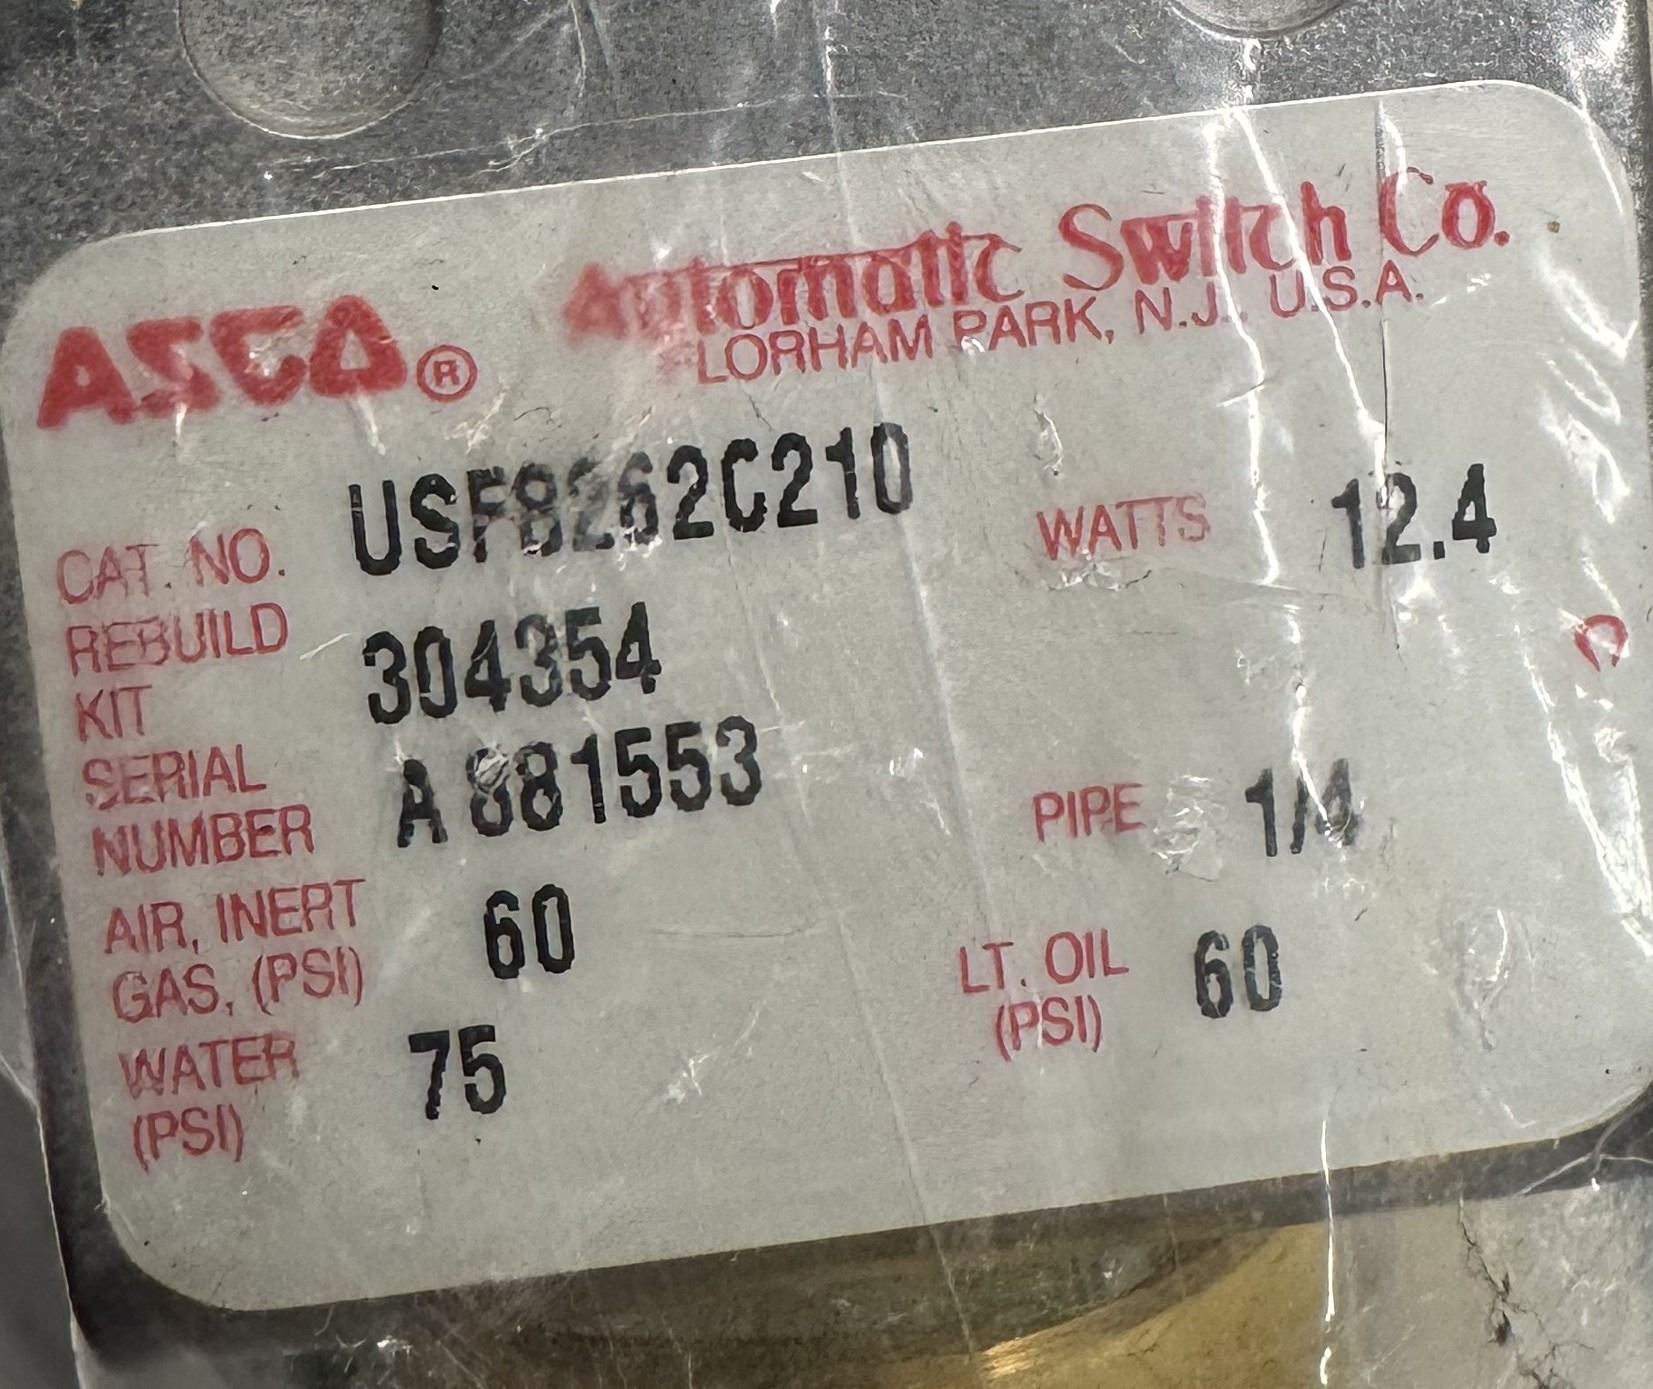 ASCO® Automatic Switch Co.
FLORHAM PARK, N.J. U.S.A.
CAT. NO. USF8262C210 WATTS 12.4
REBUILD KIT 304354
SERIAL NUMBER A 881553 PIPE 1/4
AIR, INERT GAS, (PSI) 60 LT. OIL (PSI) 60
WATER (PSI) 75